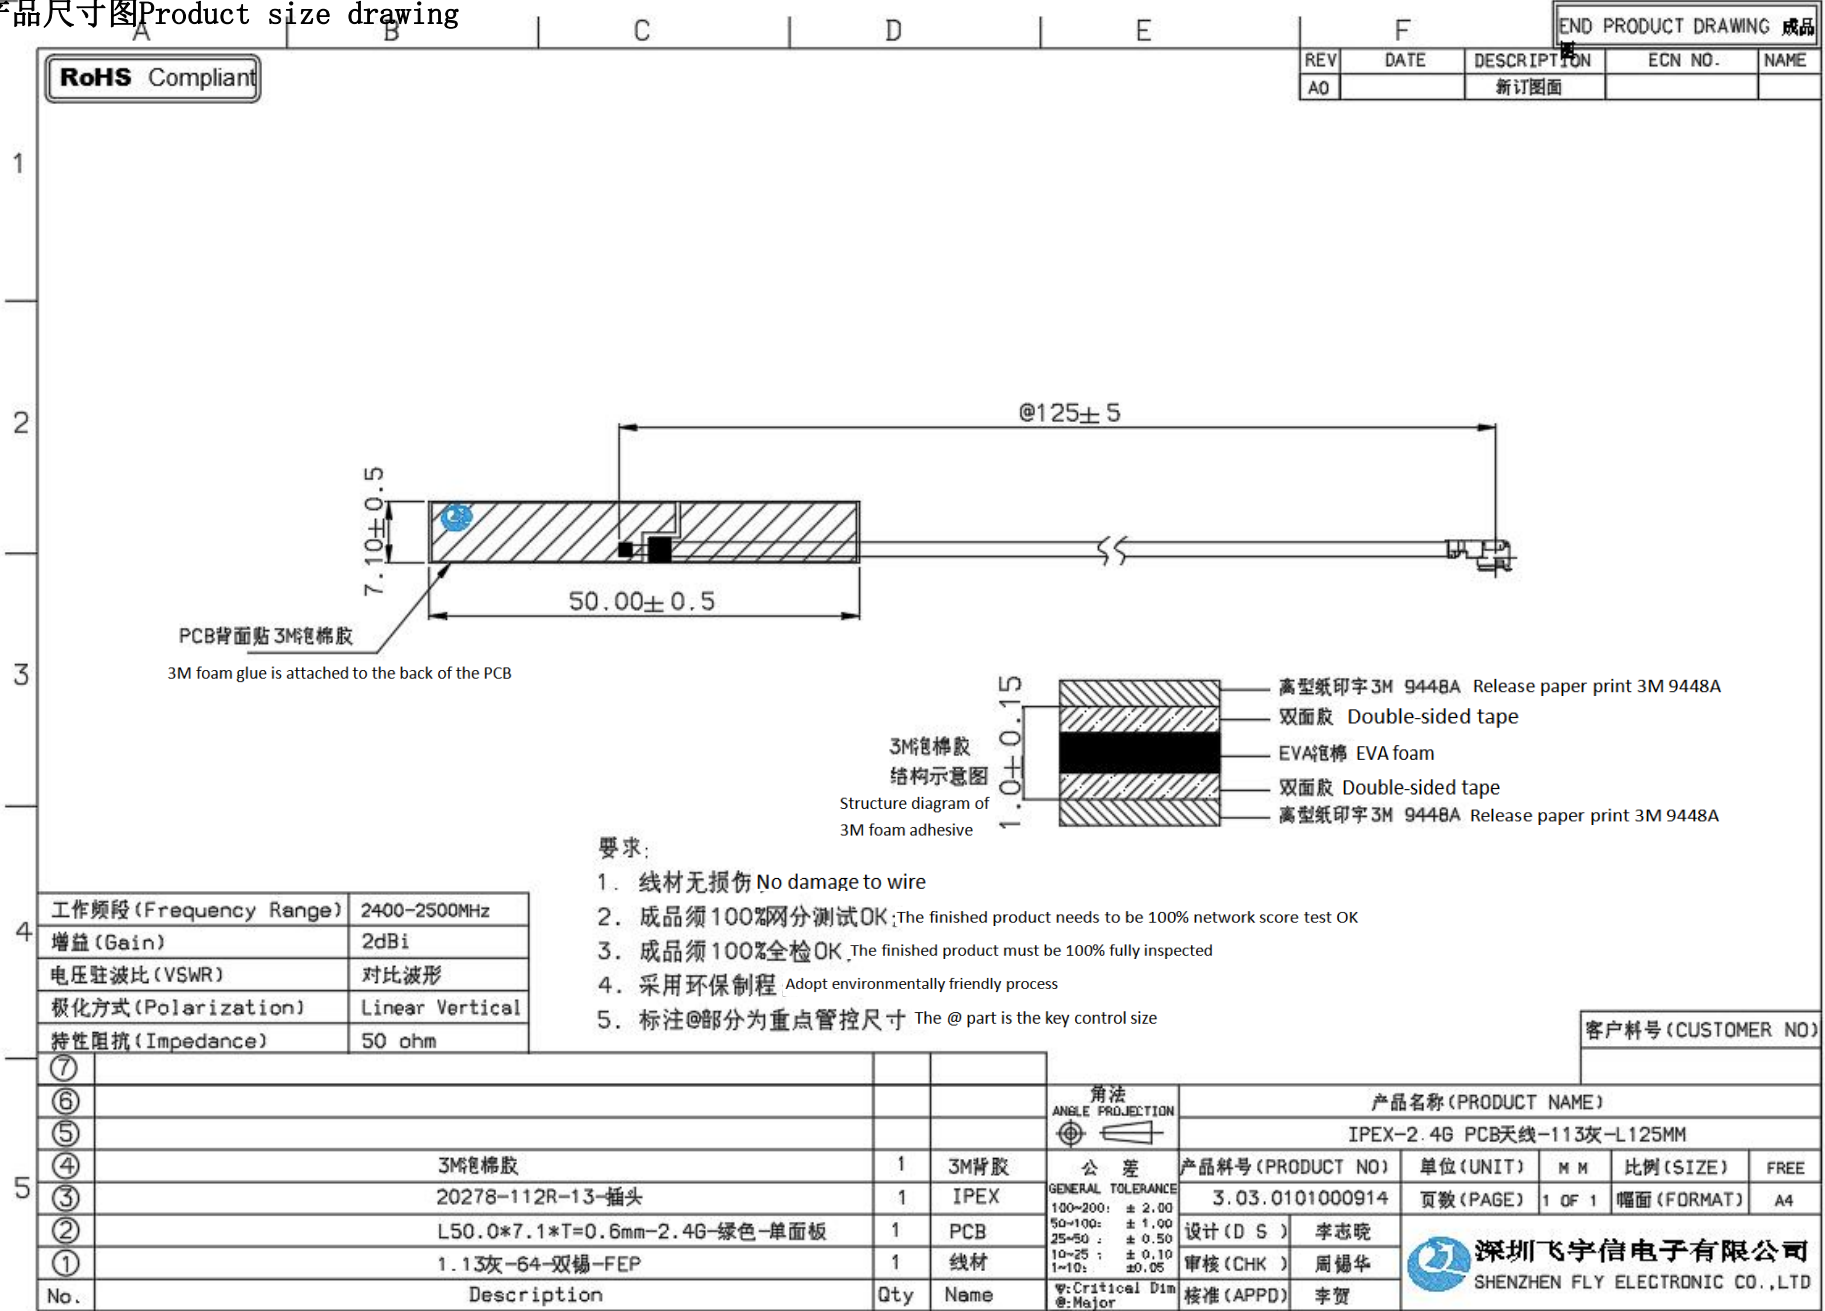 产品尺寸图Product size drawing
A B C D E F
END PRODUCT DRAWING 成品图
RoHS Compliant
REV DATE DESCRIPTION ECN NO. NAME
A0 新订图面
1
2
3
4
5
@125± 5
7.10± 0.5
50.00± 0.5
PCB背面贴3M泡棉胶
3M foam glue is attached to the back of the PCB
离型纸印字3M 9448A Release paper print 3M 9448A
双面胶 Double-sided tape
EVA泡棉 EVA foam
双面胶 Double-sided tape
离型纸印字3M 9448A Release paper print 3M 9448A
1.0± 0.15
3M泡棉胶
结构示意图
Structure diagram of
3M foam adhesive
要求:
1. 线材无损伤 No damage to wire
2. 成品须100%网分测试OK;The finished product needs to be 100% network score test OK
3. 成品须100%全检OK.The finished product must be 100% fully inspected
4. 采用环保制程 Adopt environmentally friendly process
5. 标注@部分为重点管控尺寸 The @ part is the key control size
工作频段(Frequency Range) 2400-2500MHz
增益(Gain) 2dBi
电压驻波比(VSWR) 对比波形
极化方式(Polarization) Linear Vertical
特性阻抗(Impedance) 50 ohm
客户料号(CUSTOMER NO)
⑦
⑥
⑤
④ 3M泡棉胶 1 3M背胶
③ 20278-112R-13-插头 1 IPEX
② L50.0*7.1*T=0.6mm-2.4G-绿色-单面板 1 PCB
① 1.13灰-64-双锡-FEP 1 线材
No. Description Qty Name
角法
ANGLE PROJECTION
公 差
GENERAL TOLERANCE
100~200: ± 2.00
50~100: ± 1.00
25~50 : ± 0.50
10~25 : ± 0.10
1~10: ±0.05
▽:Critical Dim
@:Major
产品名称(PRODUCT NAME)
IPEX-2.4G PCB天线-113灰-L125MM
产品料号(PRODUCT NO) 单位(UNIT) M M 比例(SIZE) FREE
3.03.0101000914 页数(PAGE) 1 OF 1 幅面(FORMAT) A4
设计(D S ) 李志晓
审核(CHK ) 周锡华
核准(APPD) 李贺
深圳飞宇信电子有限公司
SHENZHEN FLY ELECTRONIC CO.,LTD